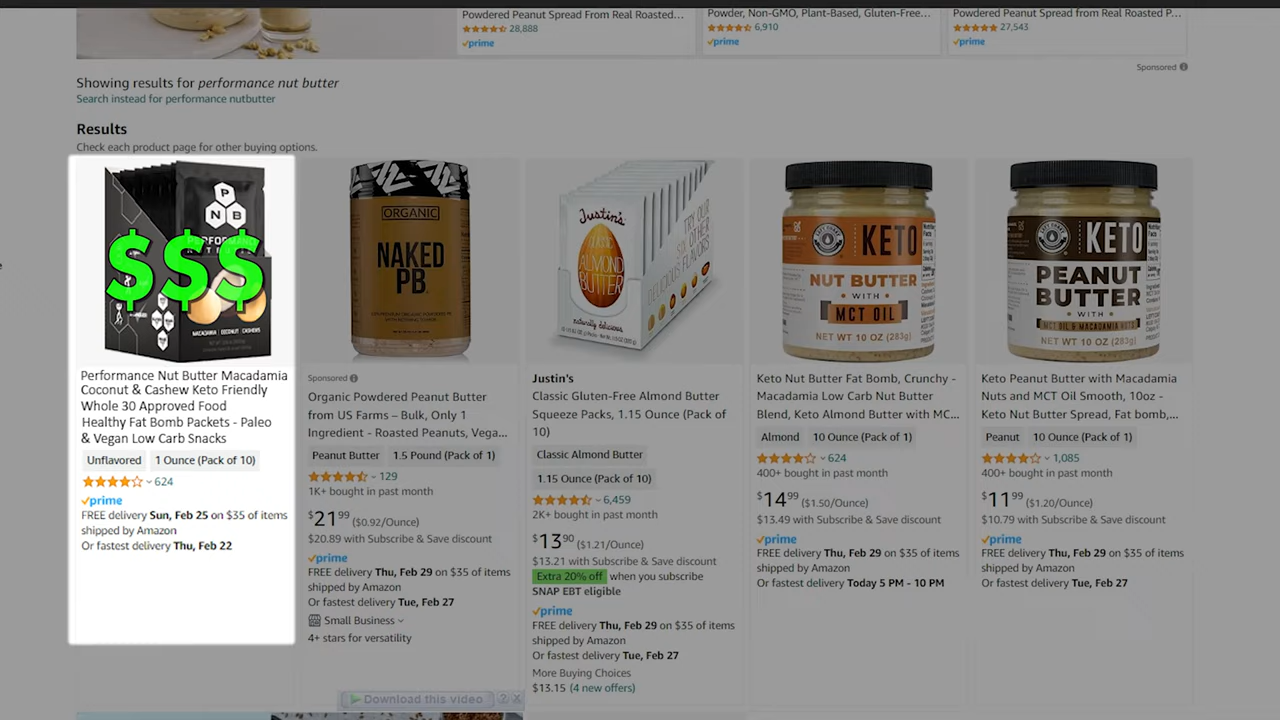 Powdered Peanut Spread From Real Roasted…
28,888
prime
Powder, Non-GMO, Plant-Based, Gluten-Free…
6,910
prime
Powdered Peanut Spread from Real Roasted P…
27,543
prime
Sponsored
Showing results for performance nut butter
Search instead for performance nutbutter
Results
Check each product page for other buying options.
P
N B
$$$
MACADAMIA | COCONUT | CASHEWS
Performance Nut Butter Macadamia
Coconut & Cashew Keto Friendly
Whole 30 Approved Food
Healthy Fat Bomb Packets - Paleo
& Vegan Low Carb Snacks
Unflavored 1 Ounce (Pack of 10)
624
prime
FREE delivery Sun, Feb 25 on $35 of items
shipped by Amazon
Or fastest delivery Thu, Feb 22
ORGANIC
NAKED
PB.
Sponsored
Organic Powdered Peanut Butter
from US Farms – Bulk, Only 1
Ingredient - Roasted Peanuts, Vega…
Peanut Butter 1.5 Pound (Pack of 1)
129
1K+ bought in past month
$21 99 ($0.92/Ounce)
$20.89 with Subscribe & Save discount
prime
FREE delivery Thu, Feb 29 on $35 of items
shipped by Amazon
Or fastest delivery Tue, Feb 27
Small Business
4+ stars for versatility
Justin's
classic
ALMOND
BUTTER
naturally delicious
TRY OUR
OTHER
DELICIOUS FLAVORS
Justin's
Classic Gluten-Free Almond Butter
Squeeze Packs, 1.15 Ounce (Pack of
10)
Classic Almond Butter
1.15 Ounce (Pack of 10)
6,459
2K+ bought in past month
$13 90 ($1.21/Ounce)
$13.21 with Subscribe & Save discount
Extra 20% off when you subscribe
SNAP EBT eligible
prime
FREE delivery Thu, Feb 29 on $35 of items
shipped by Amazon
Or fastest delivery Tue, Feb 27
More Buying Choices
$13.15 (4 new offers)
KETO
NUT BUTTER
WITH
MCT OIL
NET WT 10 OZ (283g)
Keto Nut Butter Fat Bomb, Crunchy -
Macadamia Low Carb Nut Butter
Blend, Keto Almond Butter with MC…
Almond 10 Ounce (Pack of 1)
624
400+ bought in past month
$14 99 ($1.50/Ounce)
$13.49 with Subscribe & Save discount
prime
FREE delivery Thu, Feb 29 on $35 of items
shipped by Amazon
Or fastest delivery Today 5 PM - 10 PM
KETO
PEANUT
BUTTER
WITH
MCT OIL & MACADAMIA NUTS
NET WT 10 OZ (283g)
Keto Peanut Butter with Macadamia
Nuts and MCT Oil Smooth, 10oz -
Keto Nut Butter Spread, Fat bomb,…
Peanut 10 Ounce (Pack of 1)
1,085
400+ bought in past month
$11 99 ($1.20/Ounce)
$10.79 with Subscribe & Save discount
prime
FREE delivery Thu, Feb 29 on $35 of items
shipped by Amazon
Or fastest delivery Tue, Feb 27
Download this video ? X